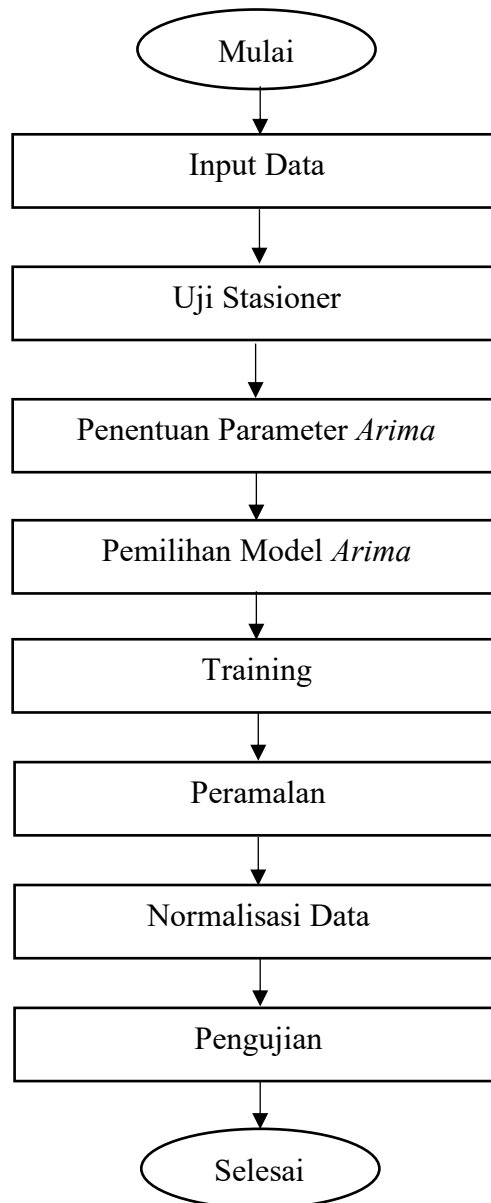 Mulai
Input Data
Uji Stasioner
Penentuan Parameter Arima
Pemilihan Model Arima
Training
Peramalan
Normalisasi Data
Pengujian
Selesai